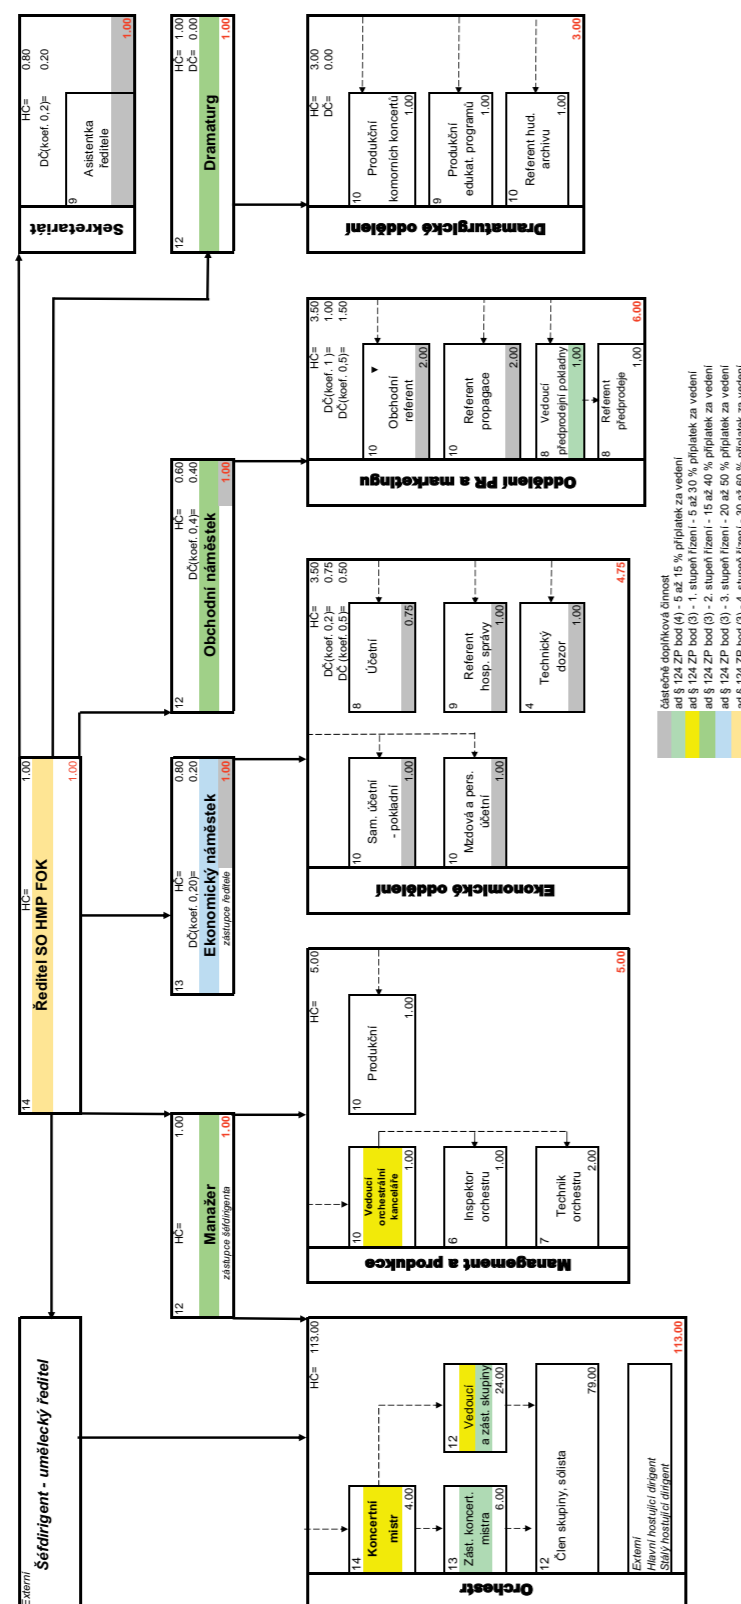 Externí
Šéfdirigent - umělecký ředitel
14
HČ=
1.00
Ředitel SO HMP FOK
1.00
Sekretariát
HČ=
0.80
DČ(koef. 0,2)=
0.20
9
Asistentka
ředitele
1.00
12
HČ=
1.00
Manažer
zástupce šéfdirigenta
1.00
13
HČ=
0.80
DČ(koef. 0,20)=
0.20
Ekonomický náměstek
zástupce ředitele
1.00
12
HČ=
0.60
DČ(koef. 0,4)=
0.40
Obchodní náměstek
1.00
12
HČ=
1.00
DČ=
0.00
Dramaturg
1.00
Orchestr
HČ=
113.00
14
Koncertní
mistr
4.00
13
Zást. koncert.
mistra
6.00
12
Vedoucí
a zást. skupiny
24.00
12
Člen skupiny, sólista
79.00
Externí
Hlavní hostující dirigent
Stálý hostující dirigent
113.00
Management a produkce
HČ=
5.00
10
Vedoucí
orchestrální
kanceláře
1.00
10
Produkční
1.00
6
Inspektor
orchestru
1.00
7
Technik
orchestru
2.00
5.00
Ekonomické oddělení
HČ=
3.50
DČ(koef. 0,2)=
0.75
DČ (koef. 0,5)=
0.50
10
Sam. účetní
- pokladní
1.00
8
Účetní
0.75
10
Mzdová a pers.
účetní
1.00
9
Referent
hosp. správy
1.00
4
Technický
dozor
1.00
4.75
Oddělení PR a marketingu
HČ=
3.50
DČ(koef. 1 )=
1.00
DČ(koef. 0,5)=
1.50
10
Obchodní
referent
2.00
10
Referent
propagace
2.00
8
Vedoucí
předprodejní pokladny
1,00
8
Referent
předprodeje
1,00
6.00
Dramaturgické oddělení
HČ=
3.00
DČ=
0.00
10
Produkční
komorních koncertů
1.00
9
Produkční
edukat. programů
1.00
10
Referent hud.
archivu
1.00
3.00
částečně doplňková činnost
ad § 124 ZP bod (4) - 5 až 15 % příplatek za vedení
ad § 124 ZP bod (3) - 1. stupeň řízení - 5 až 30 % příplatek za vedení
ad § 124 ZP bod (3) - 2. stupeň řízení - 15 až 40 % příplatek za vedení
ad § 124 ZP bod (3) - 3. stupeň řízení - 20 až 50 % příplatek za vedení
ad § 124 ZP bod (3) - 4. stupeň řízení - 30 až 60 % příplatek za vedení